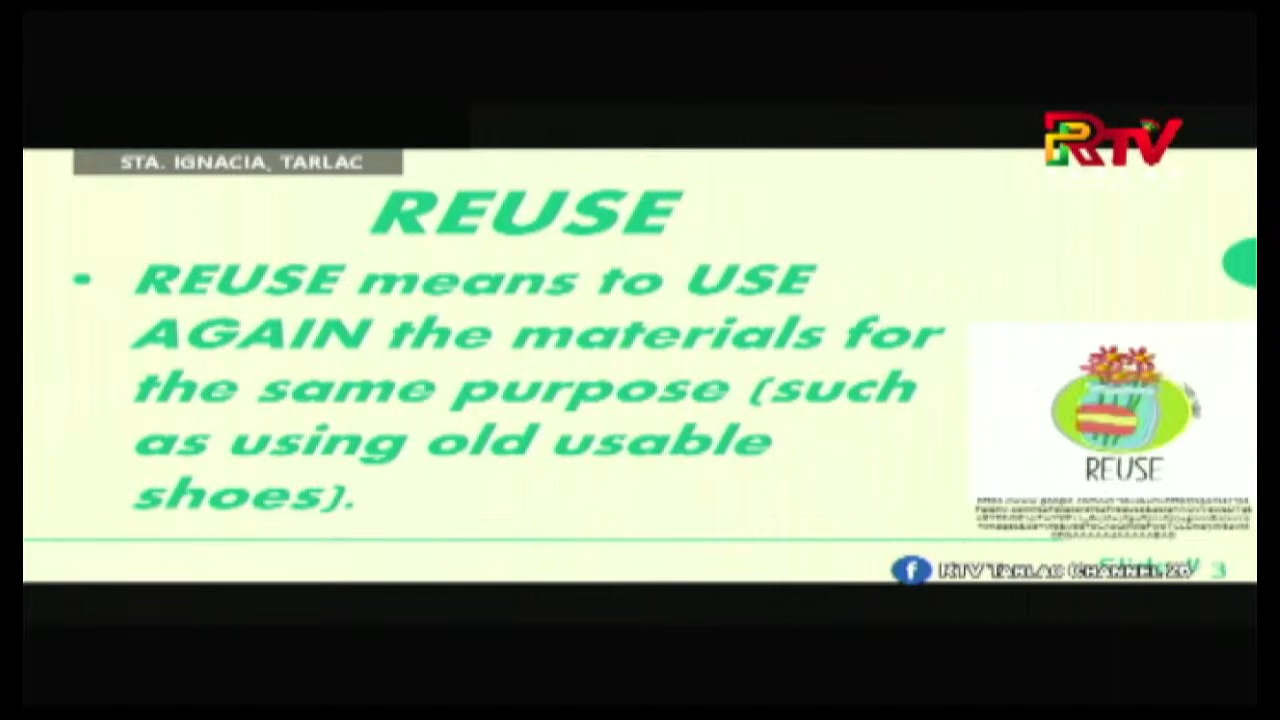 RTV
STA. IGNACIA, TARLAC
REUSE
• REUSE means to USE
AGAIN the materials for
the same purpose (such
as using old usable
shoes).
REUSE
f RTV TARLAC CHANNEL 26
3